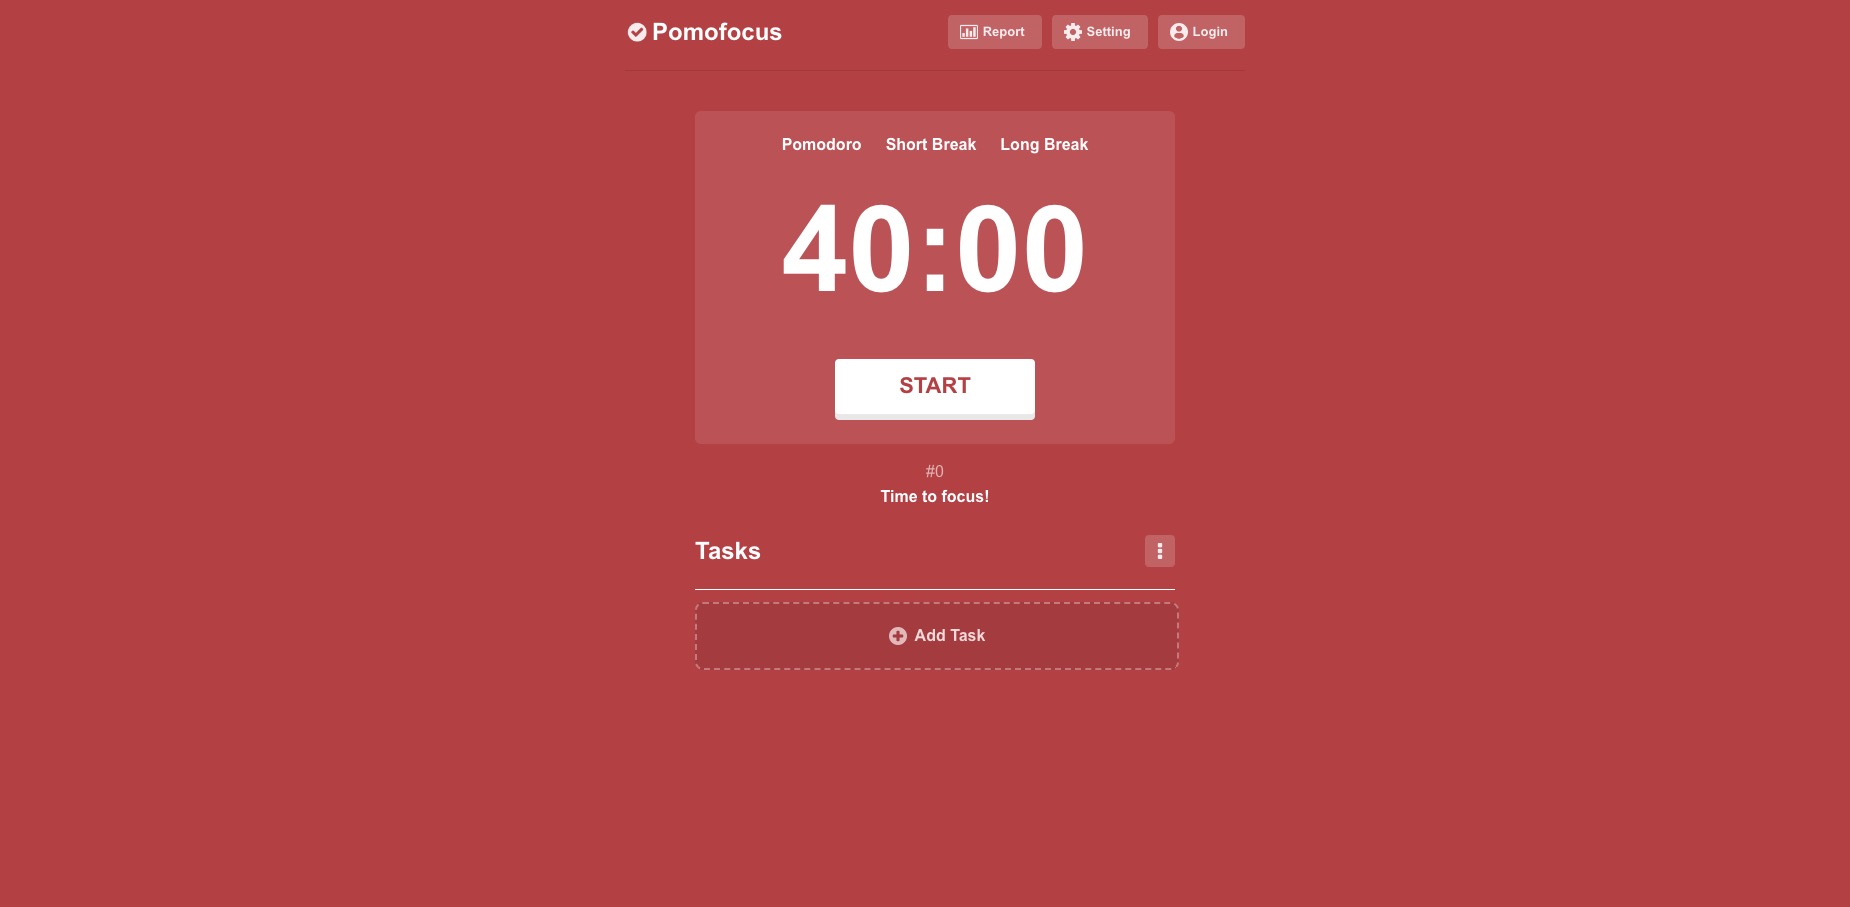 Pomofocus
Report Setting Login
Pomodoro Short Break Long Break
40:00
START
#0
Time to focus!
Tasks
Add Task